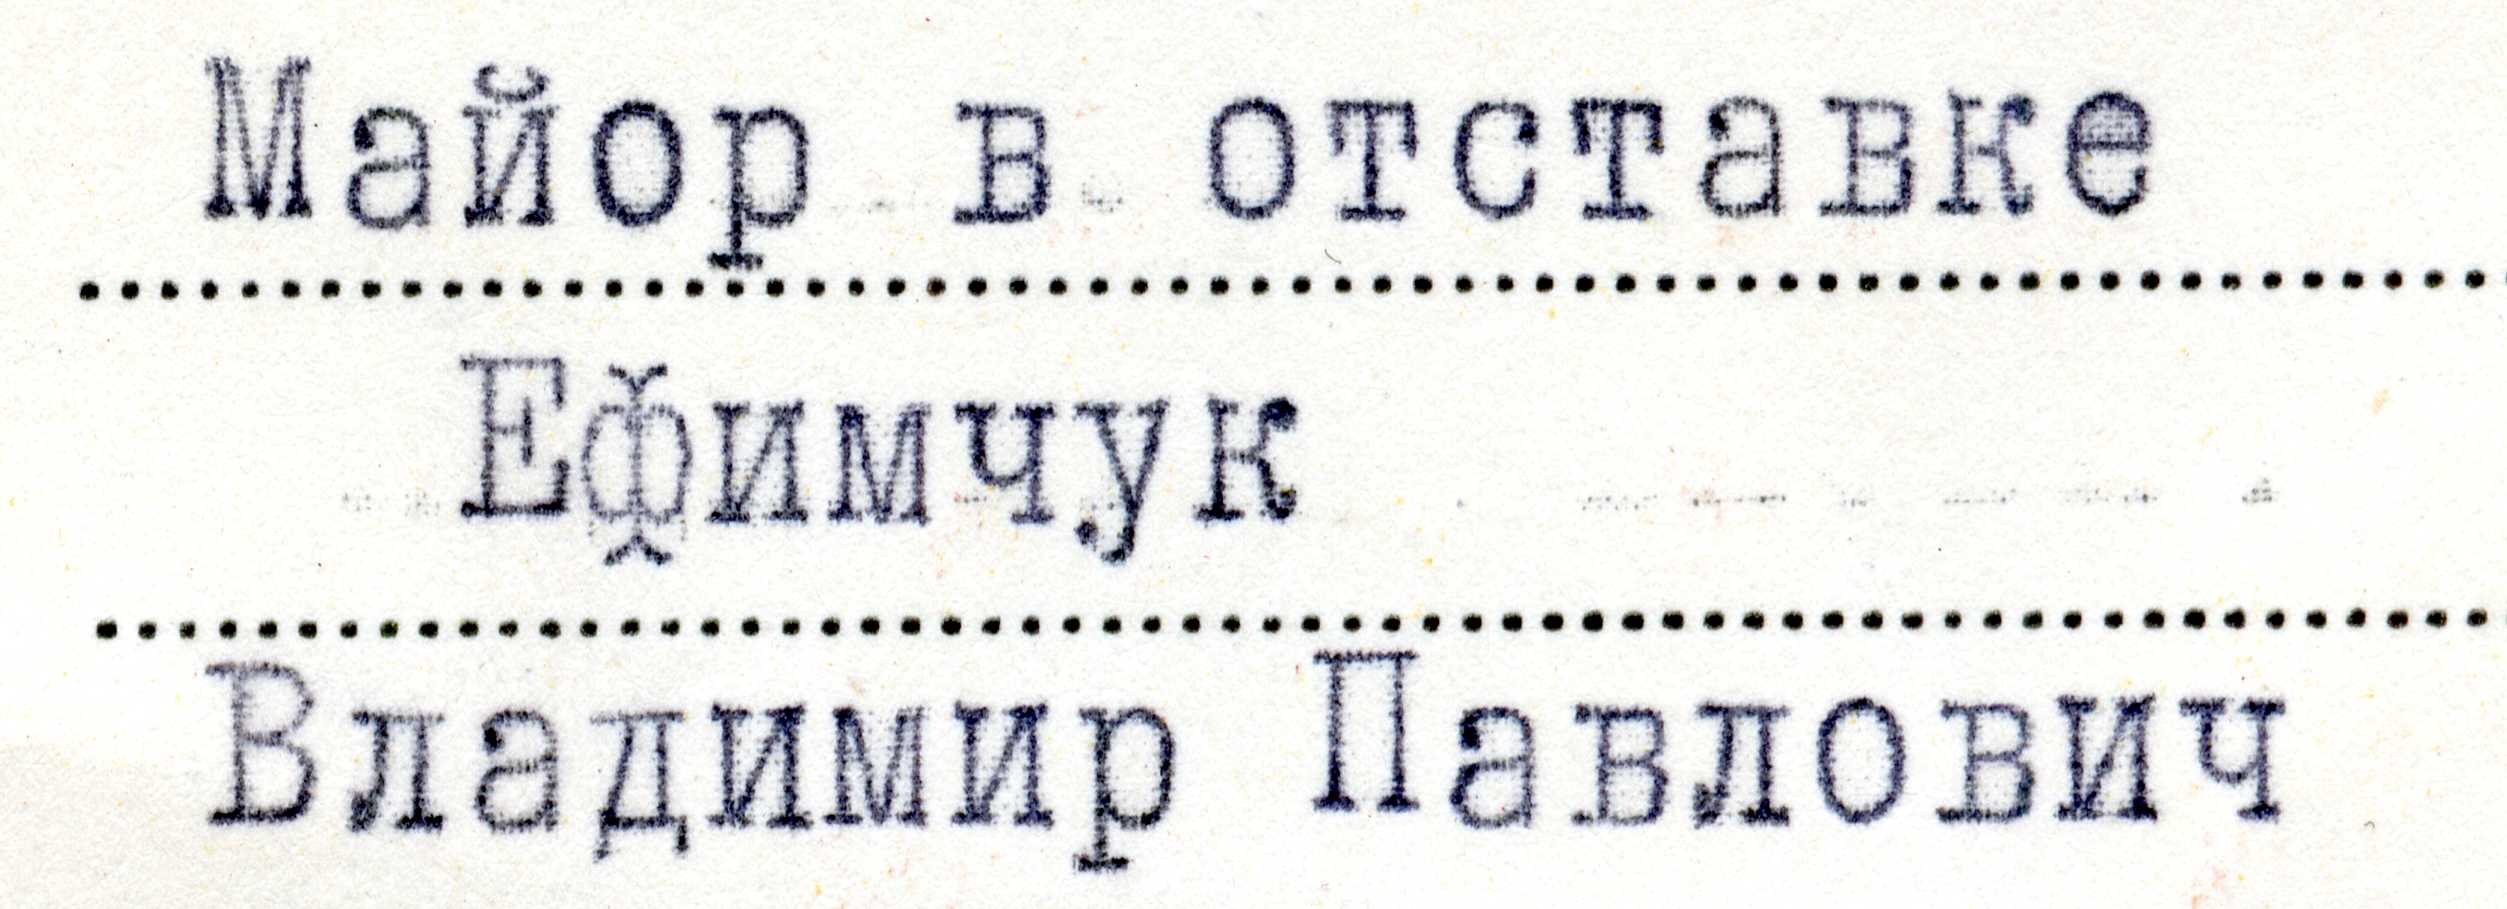 Майор в отставке
Ефимчук
Владимир Павлович